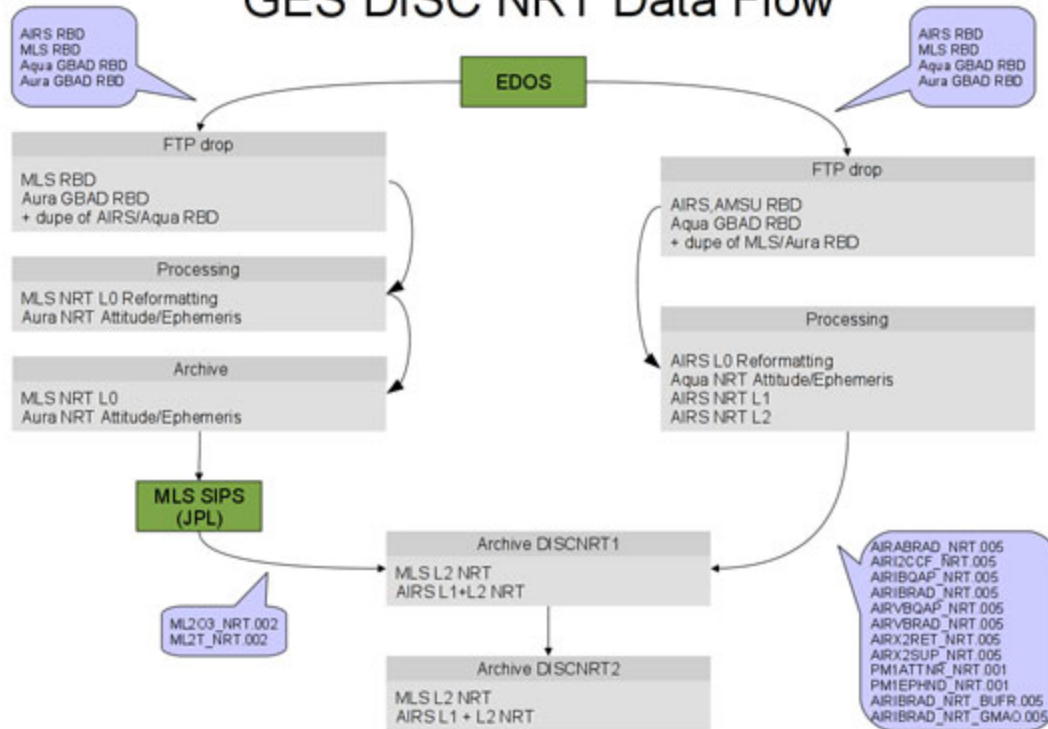 GES DISC NRT Data Flow
AIRS RBD
MLS RBD
Aqua GBAD RBD
Aura GBAD RBD
EDOS
AIRS RBD
MLS RBD
Aqua GBAD RBD
Aura GBAD RBD
FTP drop
MLS RBD
Aura GBAD RBD
+ dupe of AIRS/Aqua RBD
FTP drop
AIRS,AMSU RBD
Aqua GBAD RBD
+ dupe of MLS/Aura RBD
Processing
MLS NRT L0 Reformatting
Aura NRT Attitude/Ephemeris
Processing
AIRS L0 Reformatting
Aqua NRT Attitude/Ephemeris
AIRS NRT L1
AIRS NRT L2
Archive
MLS NRT L0
Aura NRT Attitude/Ephemeris
MLS SIPS
(JPL)
ML2O3_NRT.002
ML2T_NRT.002
Archive DISCNRT1
MLS L2 NRT
AIRS L1+L2 NRT
AIRABRAD_NRT.005
AIRI2CCF_NRT.005
AIRIBQAP_NRT.005
AIRIBRAD_NRT.005
AIRVBQAP_NRT.005
AIRVBRAD_NRT.005
AIRX2RET_NRT.005
AIRX2SUP_NRT.005
PM1ATTNR_NRT.001
PM1EPHND_NRT.001
AIRIBRAD_NRT_BUFR.005
AIRIBRAD_NRT_GMAO.005
Archive DISCNRT2
MLS L2 NRT
AIRS L1 + L2 NRT